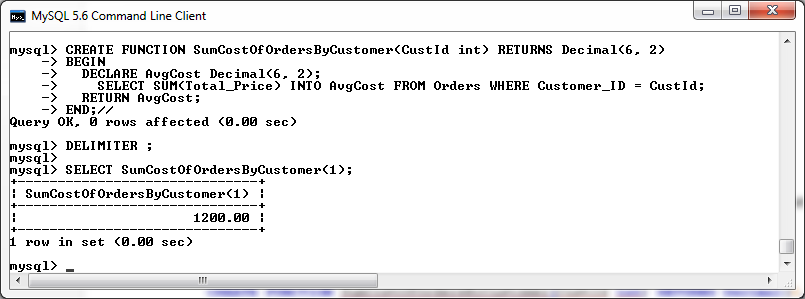 MySQL 5.6 Command Line Client
mysql> CREATE FUNCTION SumCostOfOrdersByCustomer(CustId int) RETURNS Decimal(6, 2)
    -> BEGIN
    ->   DECLARE AvgCost Decimal(6, 2);
    ->     SELECT SUM(Total_Price) INTO AvgCost FROM Orders WHERE Customer_ID = CustId;
    ->   RETURN AvgCost;
    -> END;//
Query OK, 0 rows affected (0.00 sec)
mysql> DELIMITER ;
mysql>
mysql> SELECT SumCostOfOrdersByCustomer(1);
+------------------------------+
| SumCostOfOrdersByCustomer(1) |
+------------------------------+
|                      1200.00 |
+------------------------------+
1 row in set (0.00 sec)
mysql> _